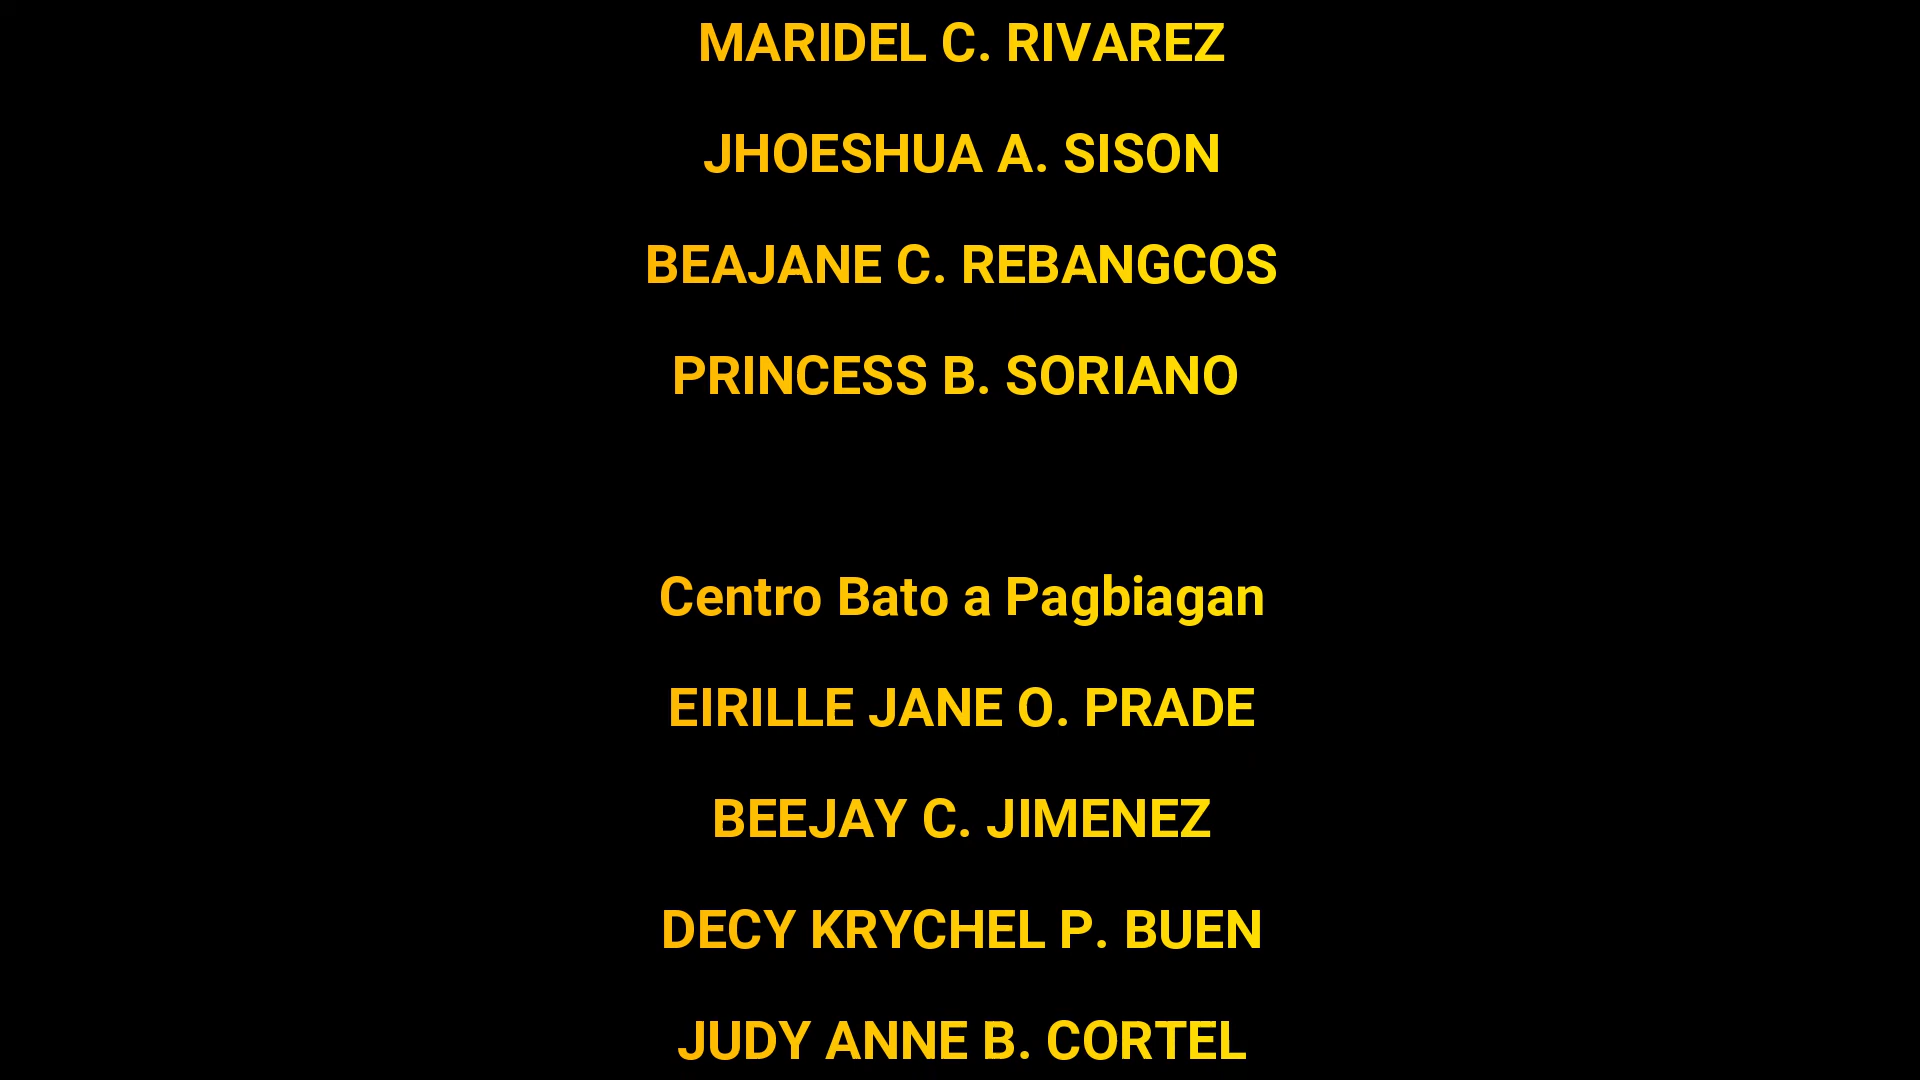 MARIDEL C. RIVAREZ
JHOESHUA A. SISON
BEAJANE C. REBANGCOS
PRINCESS B. SORIANO
Centro Bato a Pagbiagan
EIRILLE JANE O. PRADE
BEEJAY C. JIMENEZ
DECY KRYCHEL P. BUEN
JUDY ANNE B. CORTEL